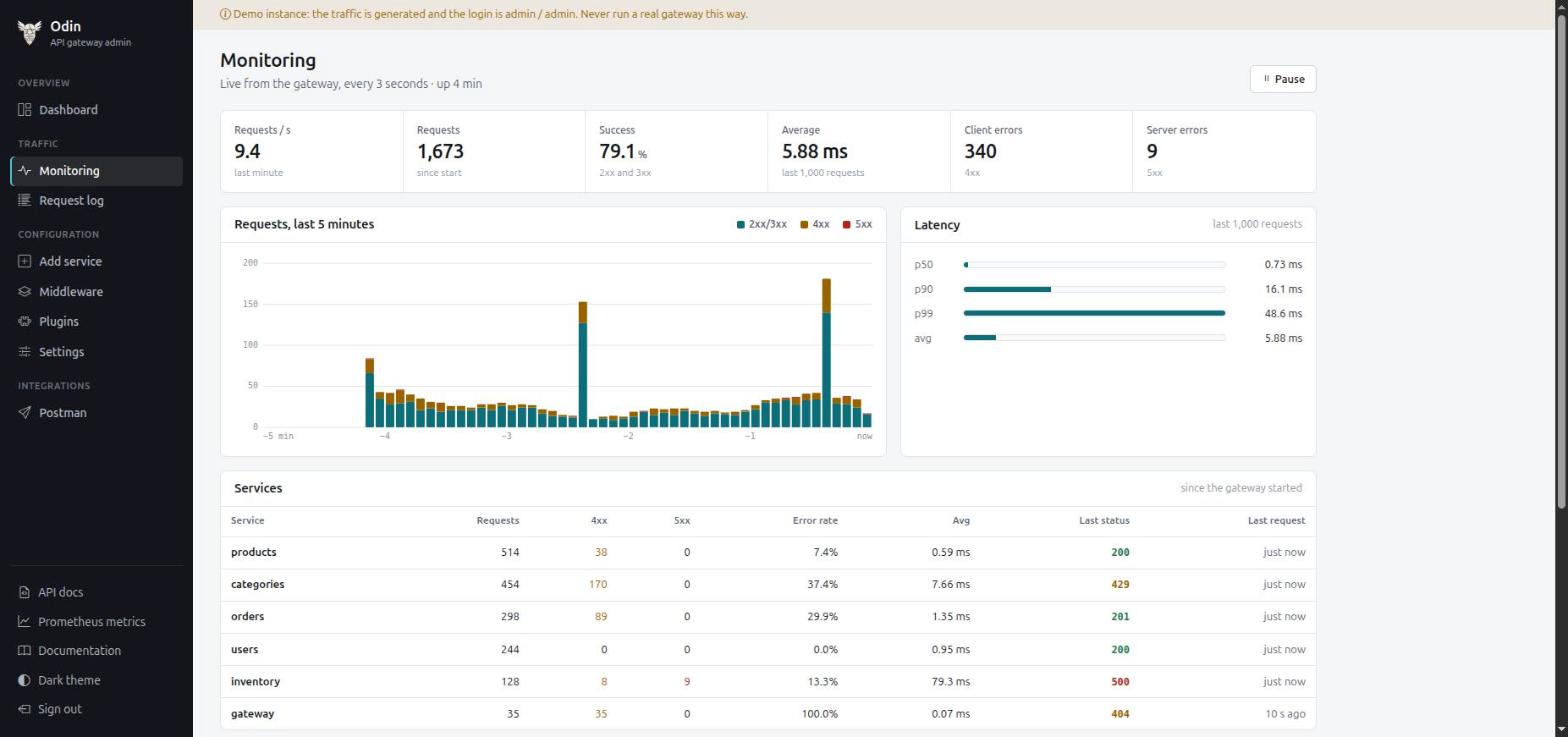 Odin
API gateway admin
OVERVIEW
Dashboard
TRAFFIC
Monitoring
Request log
CONFIGURATION
Add service
Middleware
Plugins
Settings
INTEGRATIONS
Postman
API docs
Prometheus metrics
Documentation
Dark theme
Sign out
Demo instance: the traffic is generated and the login is admin / admin. Never run a real gateway this way.
Monitoring
Live from the gateway, every 3 seconds · up 4 min
Pause
Requests / s
9.4
last minute
Requests
1,673
since start
Success
79.1 %
2xx and 3xx
Average
5.88 ms
last 1,000 requests
Client errors
340
4xx
Server errors
9
5xx
Requests, last 5 minutes
2xx/3xx 4xx 5xx
200
150
100
50
0
−5 min −4 −3 −2 −1 now
Latency last 1,000 requests
p50 0.73 ms
p90 16.1 ms
p99 48.6 ms
avg 5.88 ms
Services since the gateway started
Service Requests 4xx 5xx Error rate Avg Last status Last request
products 514 38 0 7.4% 0.59 ms 200 just now
categories 454 170 0 37.4% 7.66 ms 429 just now
orders 298 89 0 29.9% 1.35 ms 201 just now
users 244 0 0 0.0% 0.95 ms 200 just now
inventory 128 8 9 13.3% 79.3 ms 500 just now
gateway 35 35 0 100.0% 0.07 ms 404 10 s ago